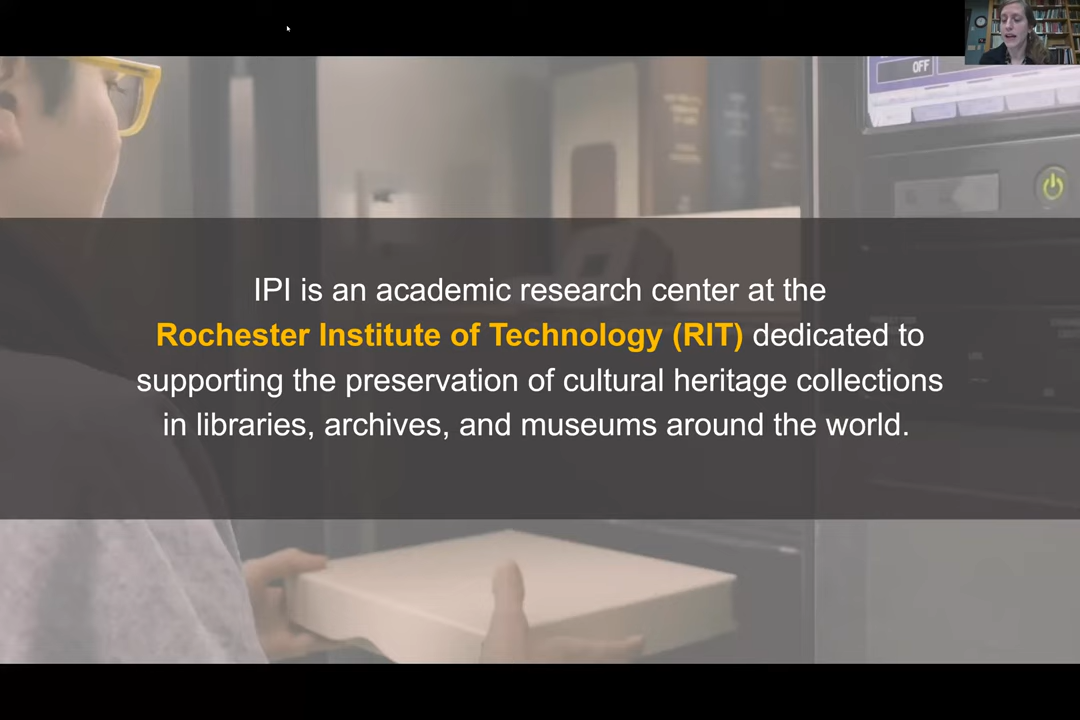 OFF
IPI is an academic research center at the
Rochester Institute of Technology (RIT) dedicated to
supporting the preservation of cultural heritage collections
in libraries, archives, and museums around the world.